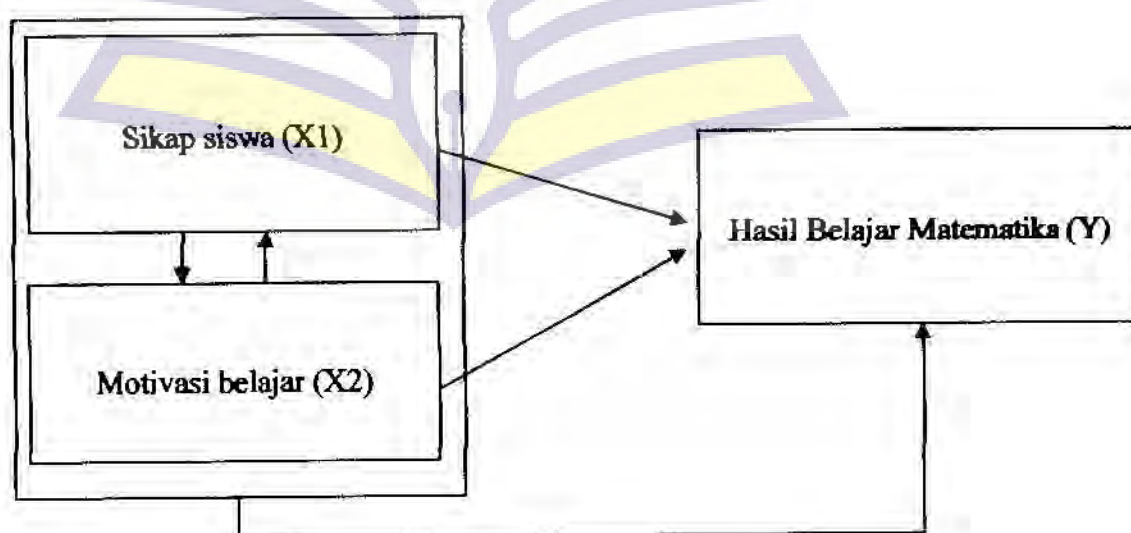 Sikap siswa (X1)
Hasil Belajar Matematika (Y)
Motivasi belajar (X2)